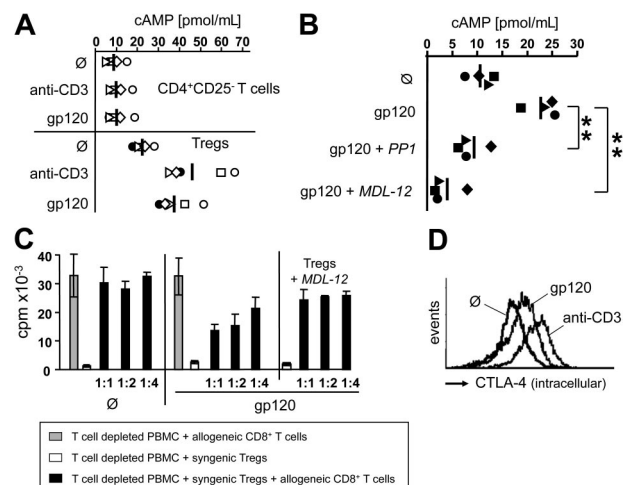 A
cAMP [pmol/mL]
0 10 20 30 40 50 60 70
Ø
anti-CD3
gp120
CD4+CD25- T cells
Ø
Tregs
anti-CD3
gp120
B
cAMP [pmol/mL]
0 5 10 15 20 25 30
Ø
gp120
gp120 + PP1
gp120 + MDL-12
**
**
C
cpm x10-3
40
30
20
10
0
Tregs
+ MDL-12
1:1 1:2 1:4 1:1 1:2 1:4 1:1 1:2 1:4
Ø gp120
T cell depleted PBMC + allogeneic CD8+ T cells
T cell depleted PBMC + syngenic Tregs
T cell depleted PBMC + syngenic Tregs + allogeneic CD8+ T cells
D
events
Ø
gp120
anti-CD3
CTLA-4 (intracellular)